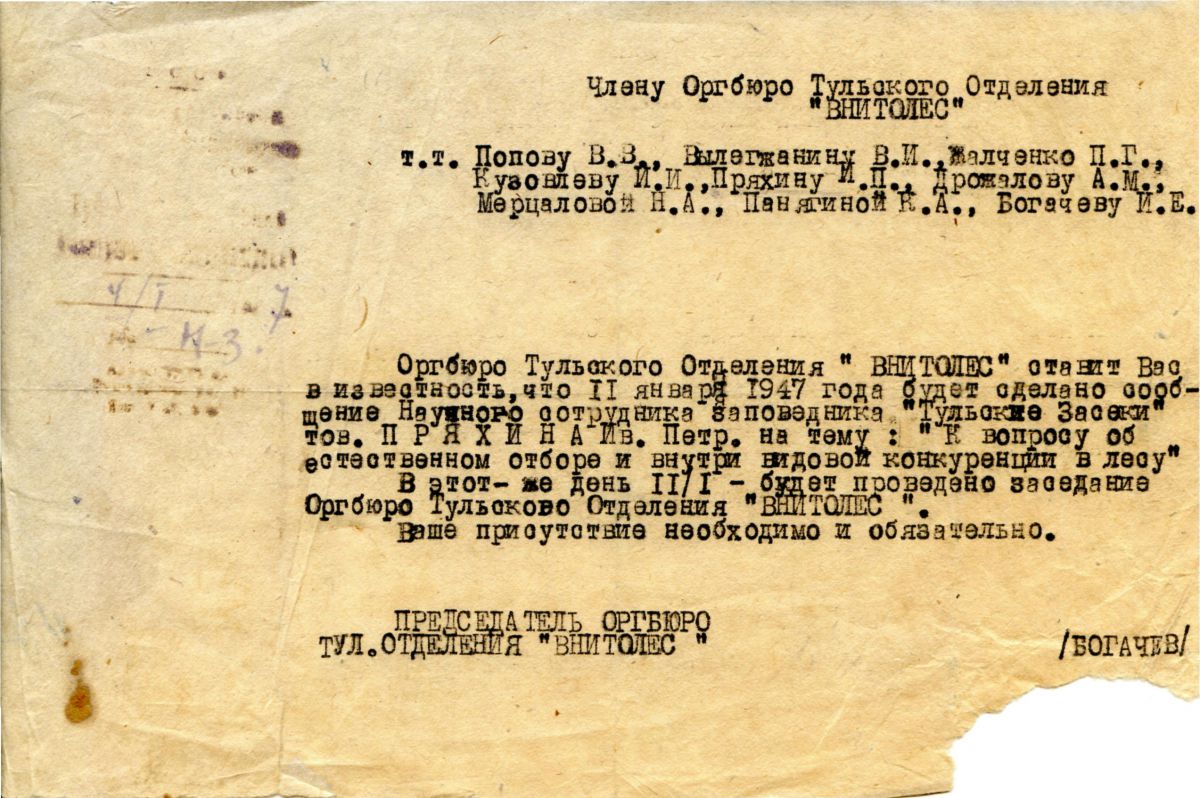 Члену Оргбюро Тульского Отделения
"ВНИТОЛЕС"
т.т. Попову В.В., Вылегжанину В.И., Жалченко П.Г.,
Кузовлеву И.И., Пряхину И.П., Дрожалову А.М.,
Мерцаловой Н.А., Панягиной К.А., Богачеву И.Е.
4/I 7
Н-3.
Оргбюро Тульского Отделения " ВНИТОЛЕС" ставит Вас
в известность, что II января 1947 года будет сделано сооб-
щение Научного сотрудника заповедника "Тульские Засеки"
тов. П Р Я Х И Н А Ив. Петр. на тему : " К вопросу об
естественном отборе и внутри видовой конкуренции в лесу"
В этот- же день II/I - будет проведено заседание
Оргбюро Тульсково Отделения "ВНИТОЛЕС ".
Ваше присутствие необходимо и обязательно.
ПРЕДСЕДАТЕЛЬ ОРГБЮРО
ТУЛ.ОТДЕЛЕНИЯ "ВНИТОЛЕС "
/БОГАЧЕВ/